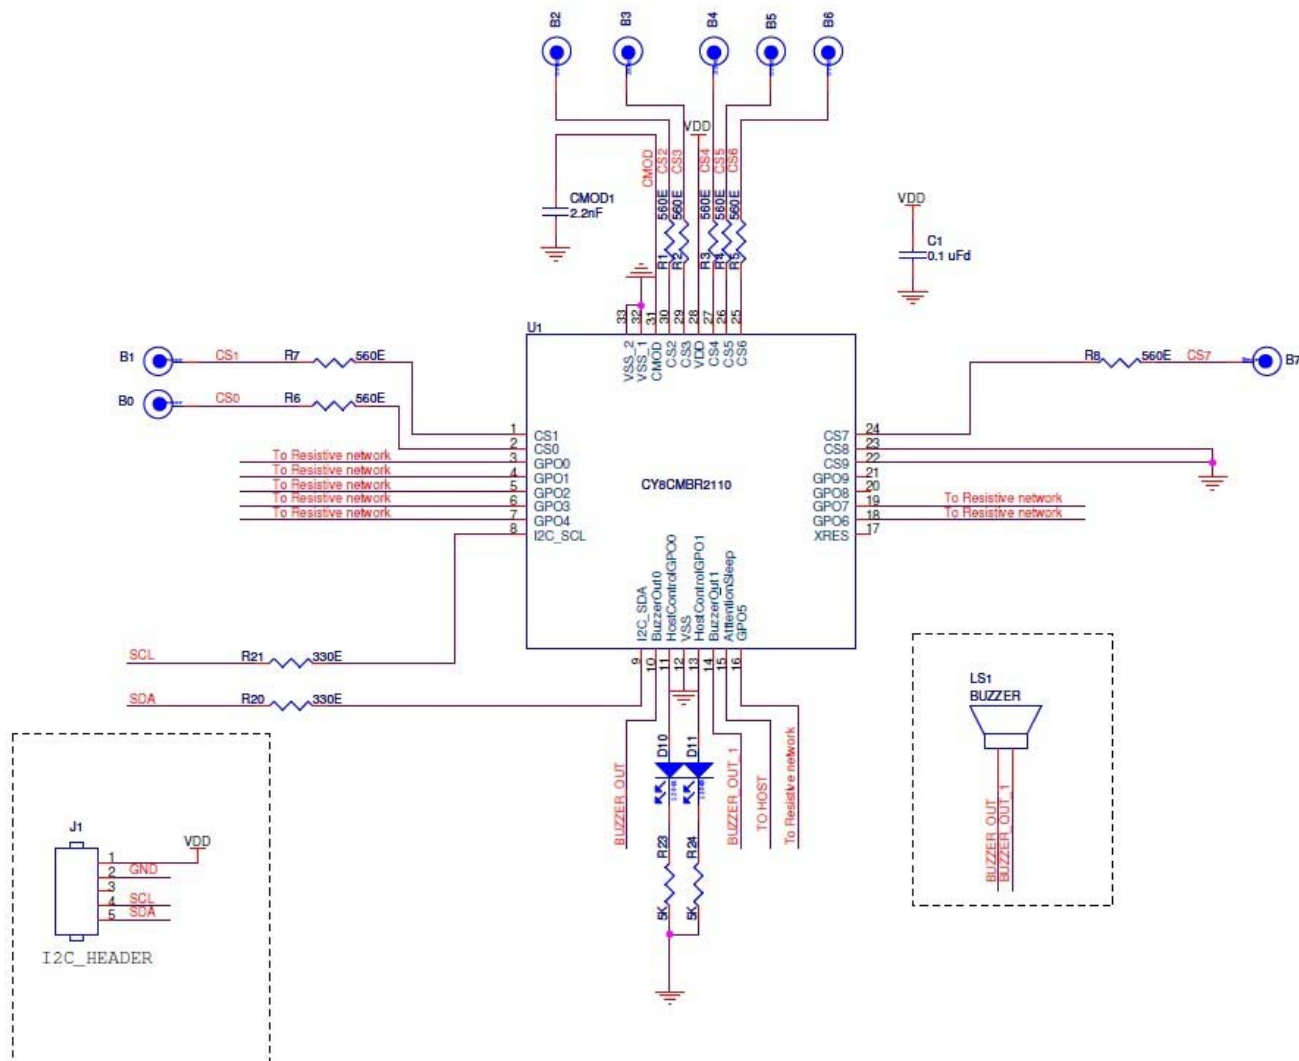 B2
B3
B4
B5
B6
VDD
CMOD
CS2
CS3
CS4
CS5
CS6
CMOD1
2.2nF
560E
560E
560E
560E
560E
R1
R2
R3
R4
R5
VDD
C1
0.1 uFd
U1
33
32
31
30
29
28
27
26
25
VSS_2
VSS_1
CMOD
CS2
CS3
VDD
CS4
CS5
CS6
B1
CS1
R7
560E
B0
CS0
R6
560E
R8
560E
CS7
B7
1
CS1
2
CS0
To Resistive network
3
GPO0
To Resistive network
4
GPO1
To Resistive network
5
GPO2
To Resistive network
6
GPO3
To Resistive network
7
GPO4
8
I2C_SCL
CY8CMBR2110
CS7
24
CS8
23
CS9
22
GPO9
21
GPO8
20
GPO7
19
To Resistive network
GPO6
18
To Resistive network
XRES
17
I2C_SDA
BuzzerOut0
HostControlGPO0
VSS
HostControlGPO1
BuzzerOut1
AtttentionSleep
GPO5
9
10
11
12
13
14
15
16
SCL
R21
330E
SDA
R20
330E
BUZZER_OUT
D10
D11
BUZZER_OUT_1
TO HOST
To Resistive network
R23
R24
5K
5K
LS1
BUZZER
BUZZER_OUT
BUZZER_OUT_1
J1
VDD
1
2
GND
3
4
SCL
5
SDA
I2C_HEADER